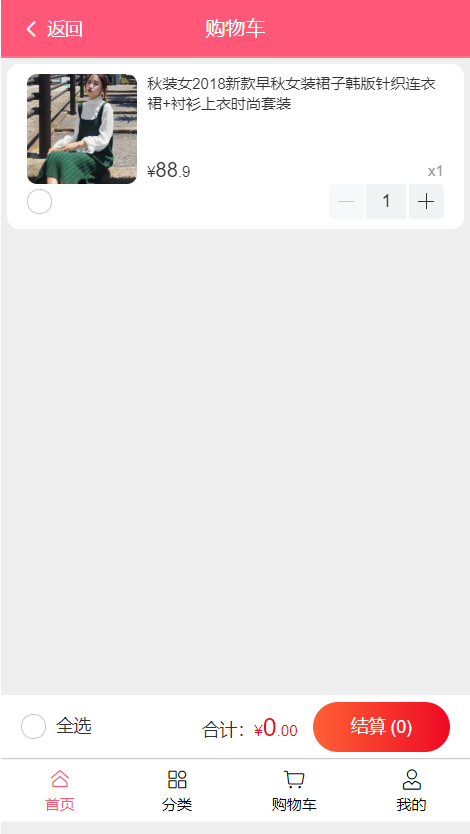 返回
购物车
秋装女2018新款早秋女装裙子韩版针织连衣
裙+衬衫上衣时尚套装
¥88.9
x1
1
全选
合计：¥0.00
结算 (0)
首页
分类
购物车
我的